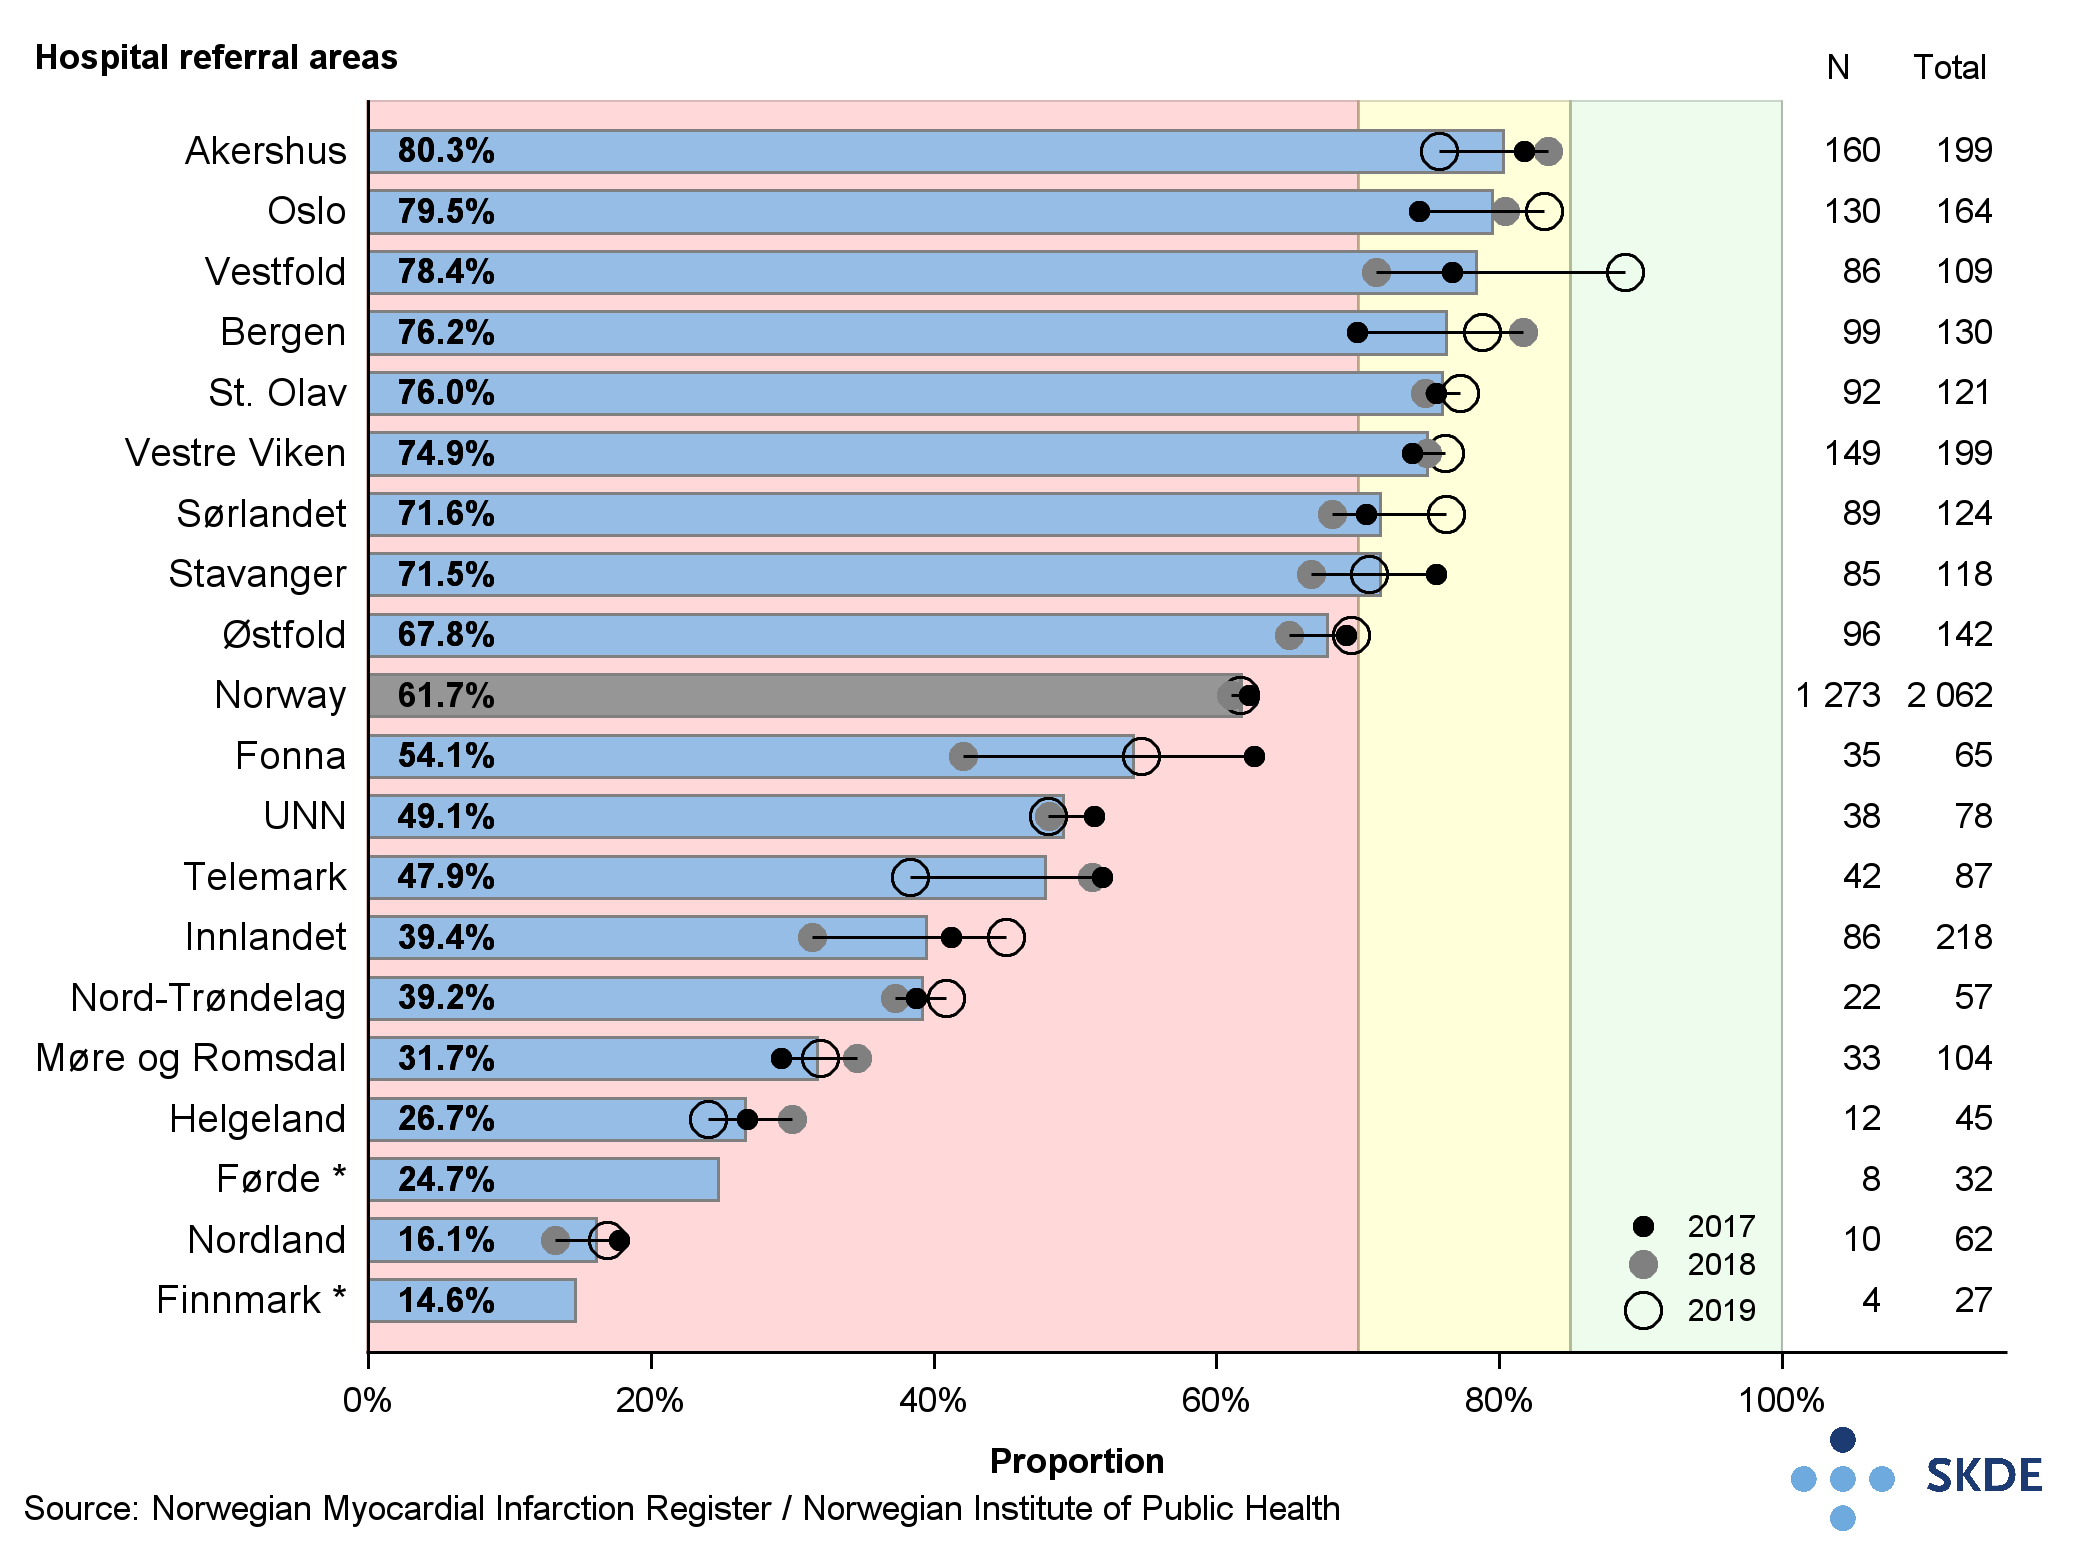 Hospital referral areas N Total
Akershus 80.3% 160 199
Oslo 79.5% 130 164
Vestfold 78.4% 86 109
Bergen 76.2% 99 130
St. Olav 76.0% 92 121
Vestre Viken 74.9% 149 199
Sørlandet 71.6% 89 124
Stavanger 71.5% 85 118
Østfold 67.8% 96 142
Norway 61.7% 1 273 2 062
Fonna 54.1% 35 65
UNN 49.1% 38 78
Telemark 47.9% 42 87
Innlandet 39.4% 86 218
Nord-Trøndelag 39.2% 22 57
Møre og Romsdal 31.7% 33 104
Helgeland 26.7% 12 45
Førde * 24.7% 8 32
Nordland 16.1% 10 62
Finnmark * 14.6% 4 27
2017
2018
2019
0% 20% 40% 60% 80% 100%
Proportion
Source: Norwegian Myocardial Infarction Register / Norwegian Institute of Public Health
SKDE